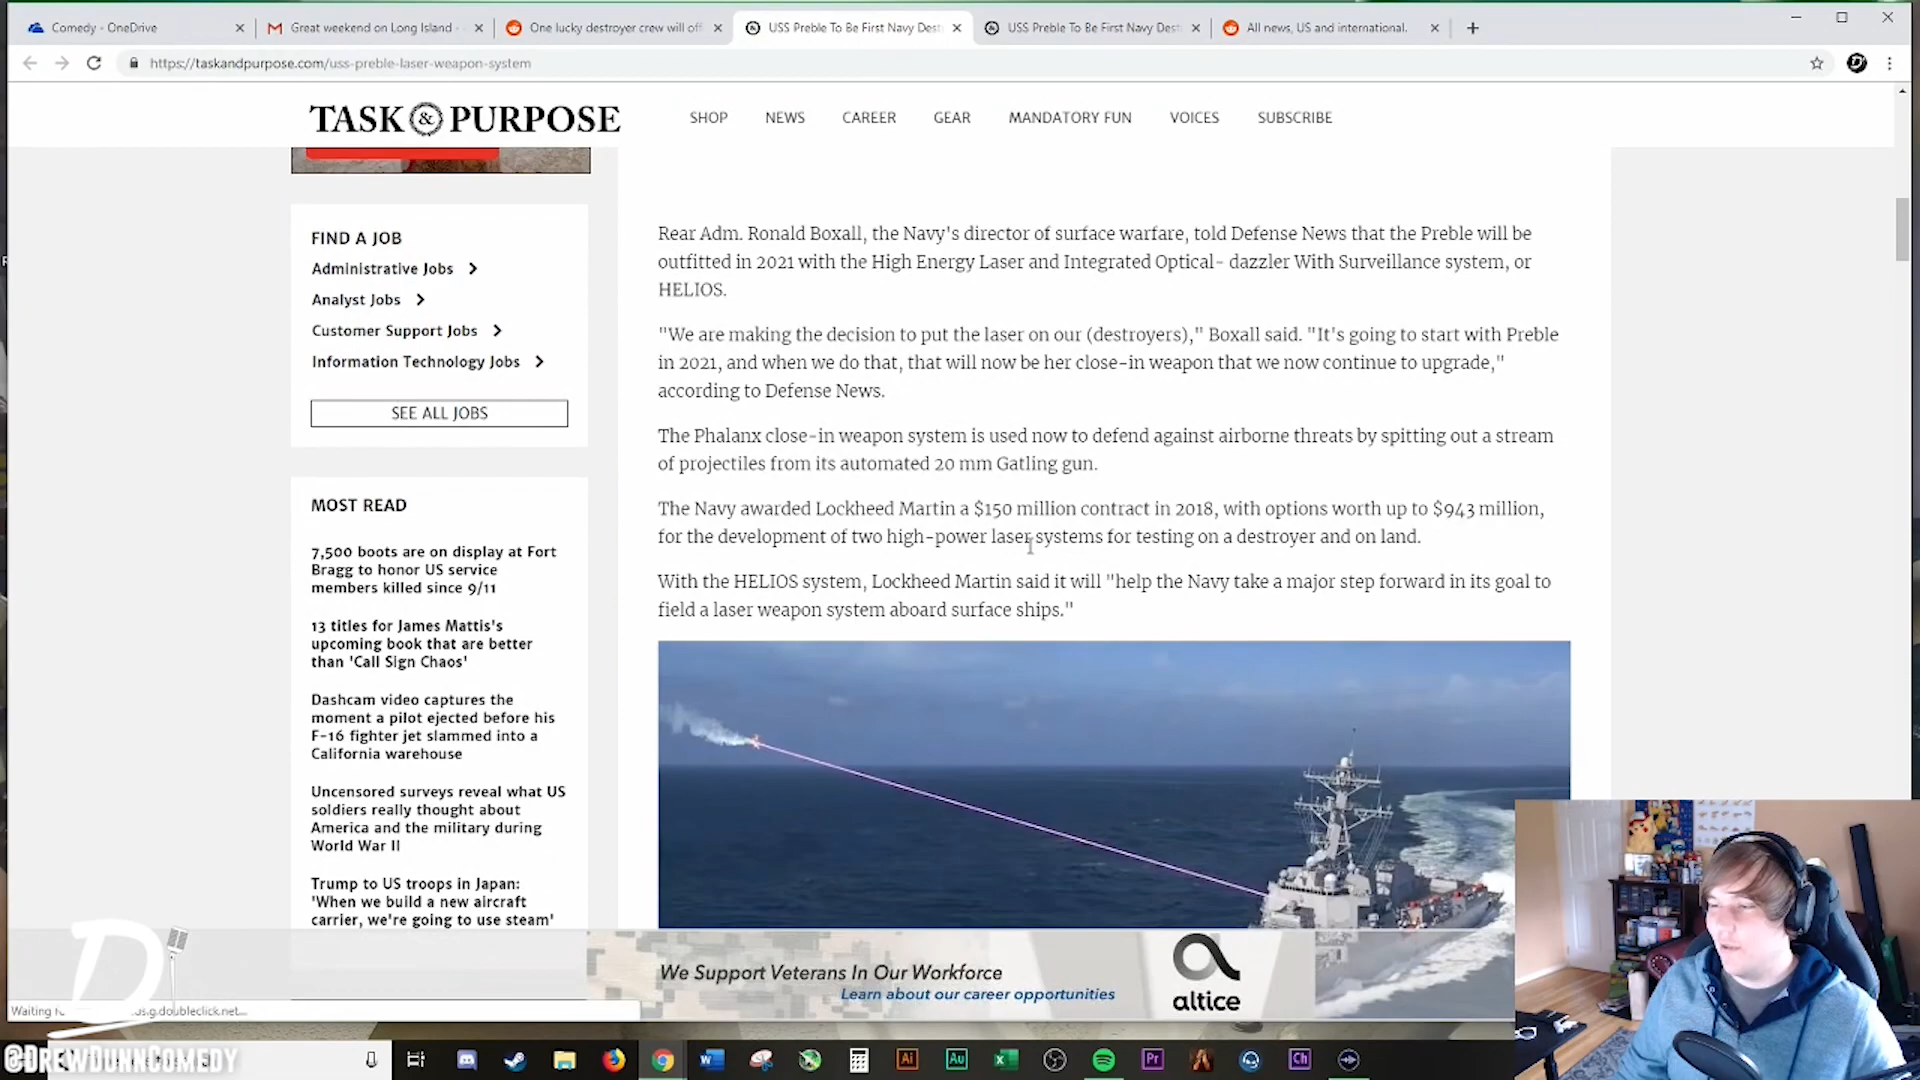 Comedy - OneDrive
Great weekend on Long Island -
One lucky destroyer crew will off
USS Preble To Be First Navy Dest
USS Preble To Be First Navy Dest
All news, US and international.
https://taskandpurpose.com/uss-preble-laser-weapon-system
TASK & PURPOSE
SHOP
NEWS
CAREER
GEAR
MANDATORY FUN
VOICES
SUBSCRIBE
FIND A JOB
Administrative Jobs
Analyst Jobs
Customer Support Jobs
Information Technology Jobs
SEE ALL JOBS
MOST READ
7,500 boots are on display at Fort
Bragg to honor US service
members killed since 9/11
13 titles for James Mattis's
upcoming book that are better
than 'Call Sign Chaos'
Dashcam video captures the
moment a pilot ejected before his
F-16 fighter jet slammed into a
California warehouse
Uncensored surveys reveal what US
soldiers really thought about
America and the military during
World War II
Trump to US troops in Japan:
'When we build a new aircraft
carrier, we're going to use steam'
Rear Adm. Ronald Boxall, the Navy's director of surface warfare, told Defense News that the Preble will be
outfitted in 2021 with the High Energy Laser and Integrated Optical- dazzler With Surveillance system, or
HELIOS.
"We are making the decision to put the laser on our (destroyers)," Boxall said. "It's going to start with Preble
in 2021, and when we do that, that will now be her close-in weapon that we now continue to upgrade,"
according to Defense News.
The Phalanx close-in weapon system is used now to defend against airborne threats by spitting out a stream
of projectiles from its automated 20 mm Gatling gun.
The Navy awarded Lockheed Martin a $150 million contract in 2018, with options worth up to $943 million,
for the development of two high-power laser systems for testing on a destroyer and on land.
With the HELIOS system, Lockheed Martin said it will "help the Navy take a major step forward in its goal to
field a laser weapon system aboard surface ships."
We Support Veterans In Our Workforce
Learn about our career opportunities
altice
Waiting
.g.doubleclick.net...
D
@DREWDUNNCOMEDY
W
Ai
Au
X
Pr
Ch